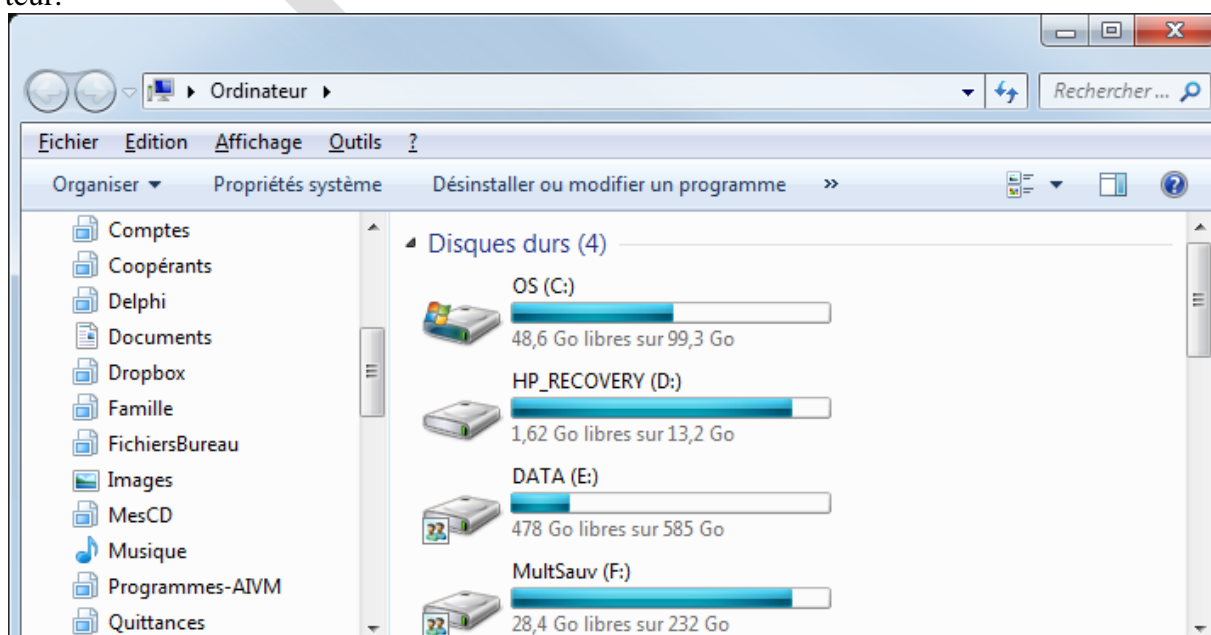 teur.
Ordinateur
Rechercher ...
Fichier Edition Affichage Outils ?
Organiser Propriétés système Désinstaller ou modifier un programme »
Comptes
Coopérants
Delphi
Documents
Dropbox
Famille
FichiersBureau
Images
MesCD
Musique
Programmes-AIVM
Quittances
Disques durs (4)
OS (C:)
48,6 Go libres sur 99,3 Go
HP_RECOVERY (D:)
1,62 Go libres sur 13,2 Go
DATA (E:)
478 Go libres sur 585 Go
MultSauv (F:)
28,4 Go libres sur 232 Go